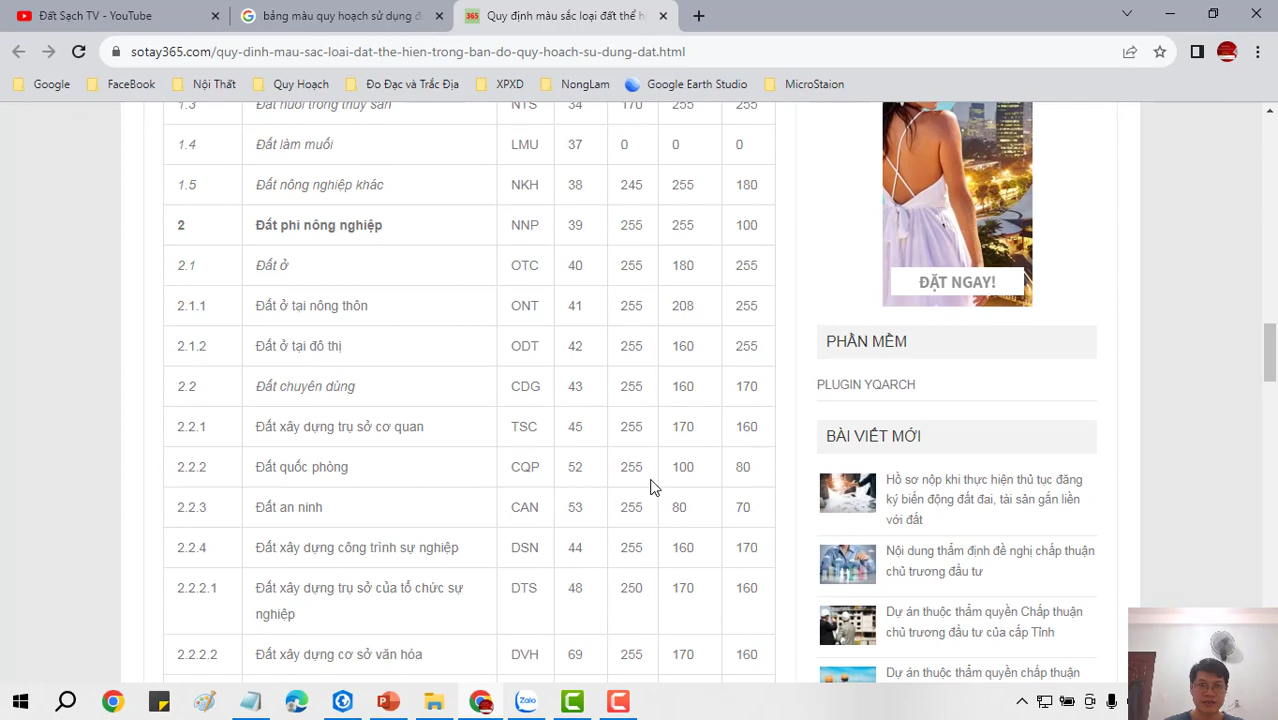 Đất Sạch TV - YouTube
bảng màu quy hoạch sử dụng đ
365 Quy định màu sắc loại đất thể h
sotay365.com/quy-dinh-mau-sac-loai-dat-the-hien-trong-ban-do-quy-hoach-su-dung-dat.html
Google FaceBook Nội Thất Quy Hoạch Đo Đạc và Trắc Địa XPXD NongLam Google Earth Studio MicroStaion
1.3 Đất nuôi trồng thủy sản NTS 34 170 255 255
1.4 Đất làm muối LMU 37 0 0 0
1.5 Đất nông nghiệp khác NKH 38 245 255 180
2 Đất phi nông nghiệp NNP 39 255 255 100
2.1 Đất ở OTC 40 255 180 255
2.1.1 Đất ở tại nông thôn ONT 41 255 208 255
2.1.2 Đất ở tại đô thị ODT 42 255 160 255
2.2 Đất chuyên dùng CDG 43 255 160 170
2.2.1 Đất xây dựng trụ sở cơ quan TSC 45 255 170 160
2.2.2 Đất quốc phòng CQP 52 255 100 80
2.2.3 Đất an ninh CAN 53 255 80 70
2.2.4 Đất xây dựng công trình sự nghiệp DSN 44 255 160 170
2.2.2.1 Đất xây dựng trụ sở của tổ chức sự DTS 48 250 170 160
nghiệp
2.2.2.2 Đất xây dựng cơ sở văn hóa DVH 69 255 170 160
ĐẶT NGAY!
PHẦN MỀM
PLUGIN YQARCH
BÀI VIẾT MỚI
Hồ sơ nộp khi thực hiện thủ tục đăng
ký biến động đất đai, tài sản gắn liền
với đất
Nội dung thẩm định đề nghị chấp thuận
chủ trương đầu tư
Dự án thuộc thẩm quyền Chấp thuận
chủ trương đầu tư của cấp Tỉnh
Dự án thuộc thẩm quyền chấp thuận
Zalo